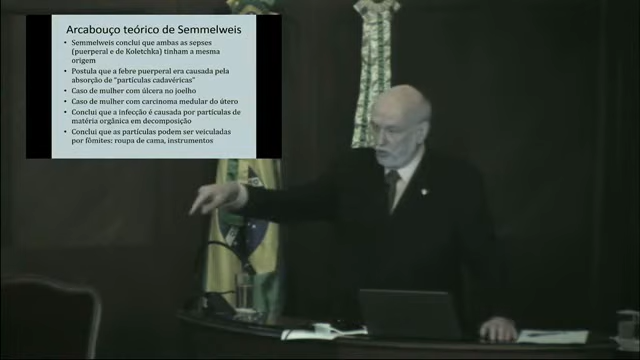 Arcabouço teórico de Semmelweis
• Semmelweis conclui que ambas as sepses
(puerperal e de Koletchka) tinham a mesma
origem
• Postula que a febre puerperal era causada pela
absorção de "partículas cadavéricas"
• Caso de mulher com úlcera no joelho
• Caso de mulher com carcinoma medular do útero
• Conclui que a infecção é causada por partículas de
matéria orgânica em decomposição
• Conclui que as partículas podem ser veiculadas
por fômites: roupa de cama, instrumentos